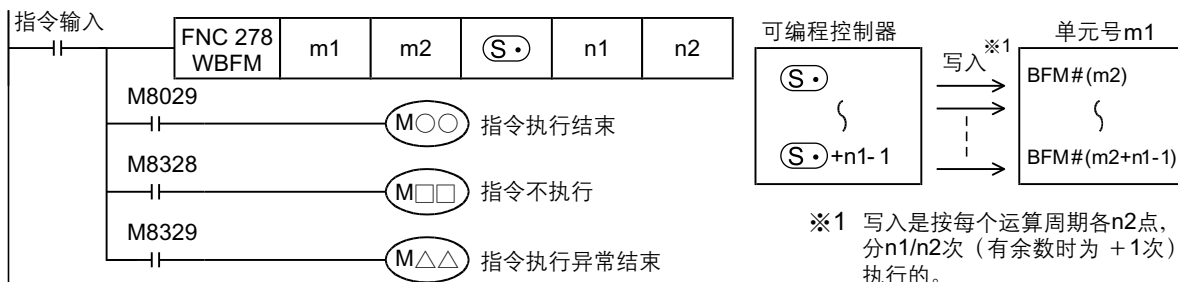 指令输入
FNC 278
WBFM
m1
m2
S·
n1
n2
M8029
M○○
指令执行结束
M8328
M□□
指令不执行
M8329
M△△
指令执行异常结束
可编程控制器
S·
S·+n1-1
写入※1
单元号m1
BFM#(m2)
BFM#(m2+n1-1)
※1 写入是按每个运算周期各n2点，
分n1/n2次（有余数时为 +1次）
执行的。